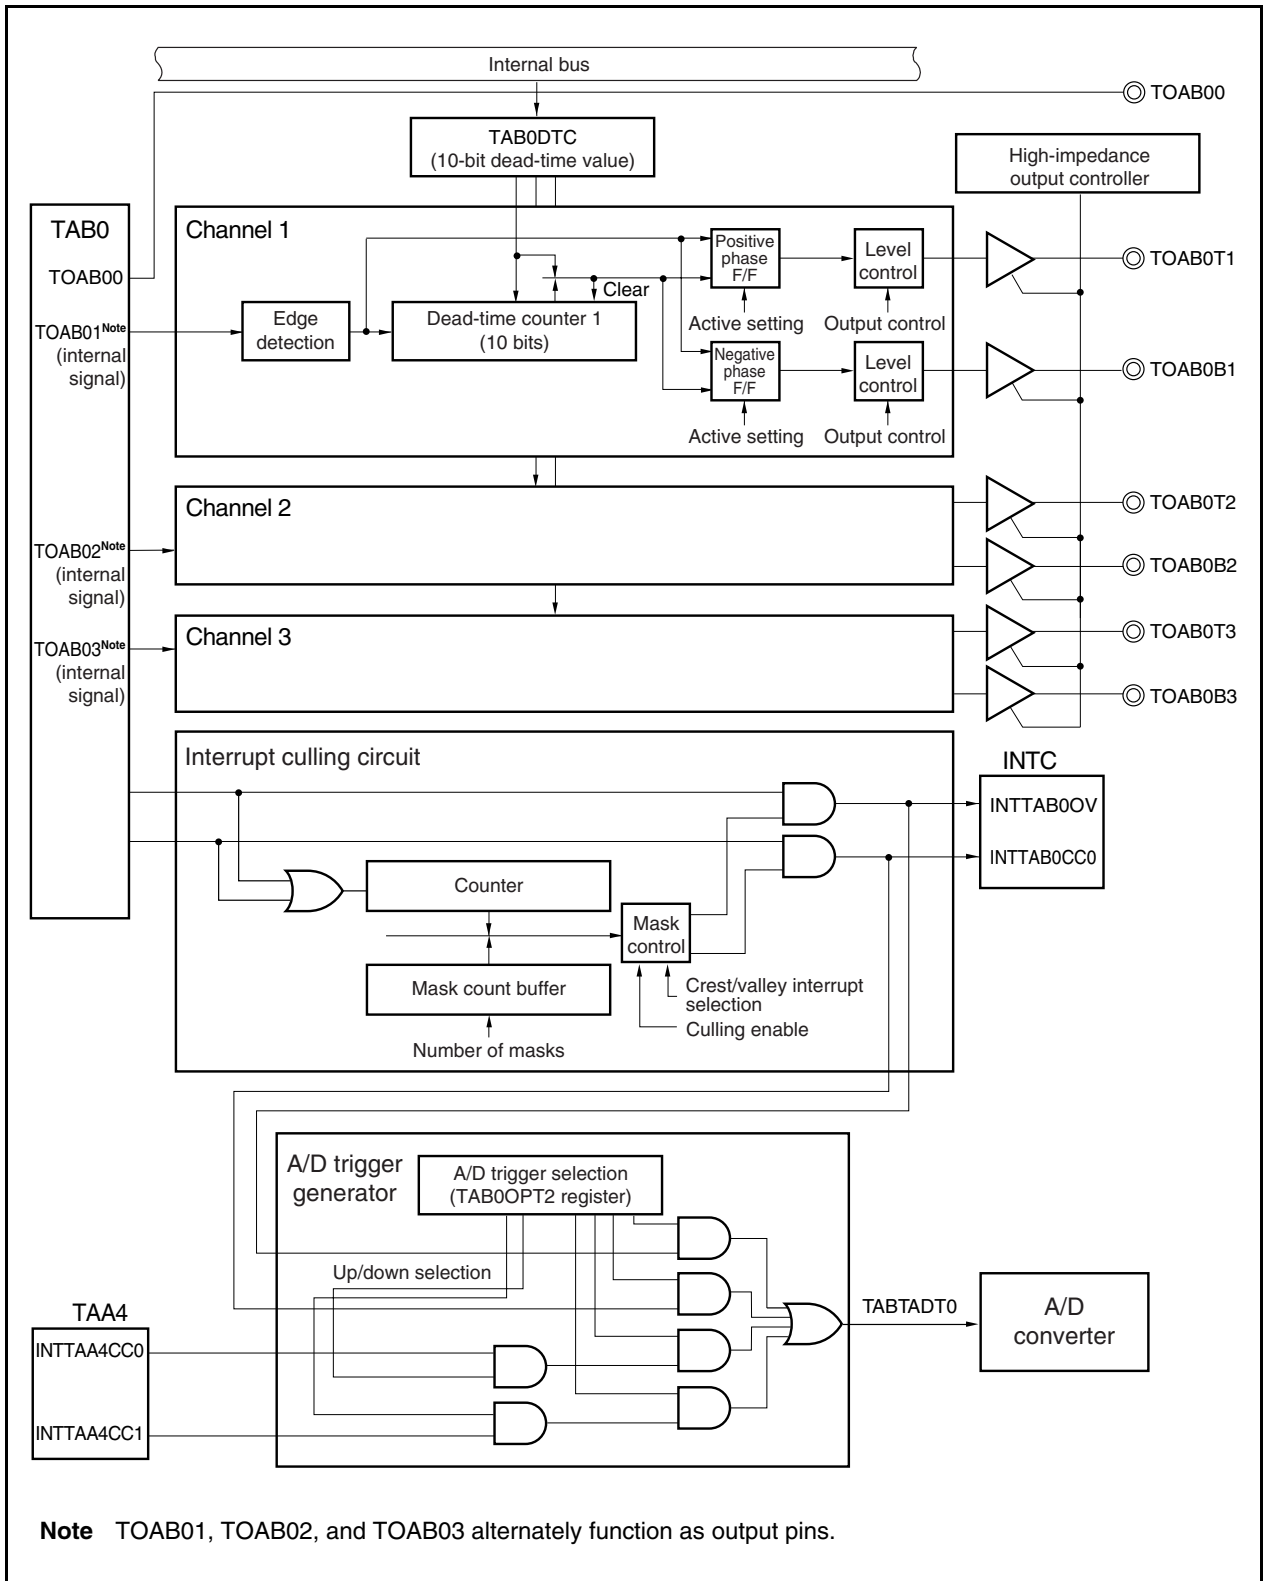 Internal bus
TOAB00
TAB0DTC
(10-bit dead-time value)
High-impedance
output controller
TAB0
TOAB00
TOAB01Note
(internal
signal)
TOAB02Note
(internal
signal)
TOAB03Note
(internal
signal)
Channel 1
Edge
detection
Dead-time counter 1
(10 bits)
Clear
Positive
phase
F/F
Active setting
Level
control
Output control
Negative
phase
F/F
Active setting
Level
control
Output control
TOAB0T1
TOAB0B1
Channel 2
TOAB0T2
TOAB0B2
Channel 3
TOAB0T3
TOAB0B3
Interrupt culling circuit
Counter
Mask count buffer
Number of masks
Mask
control
Crest/valley interrupt
selection
Culling enable
INTC
INTTAB0OV
INTTAB0CC0
A/D trigger
generator
A/D trigger selection
(TAB0OPT2 register)
Up/down selection
TAA4
INTTAA4CC0
INTTAA4CC1
TABTADT0
A/D
converter
Note TOAB01, TOAB02, and TOAB03 alternately function as output pins.